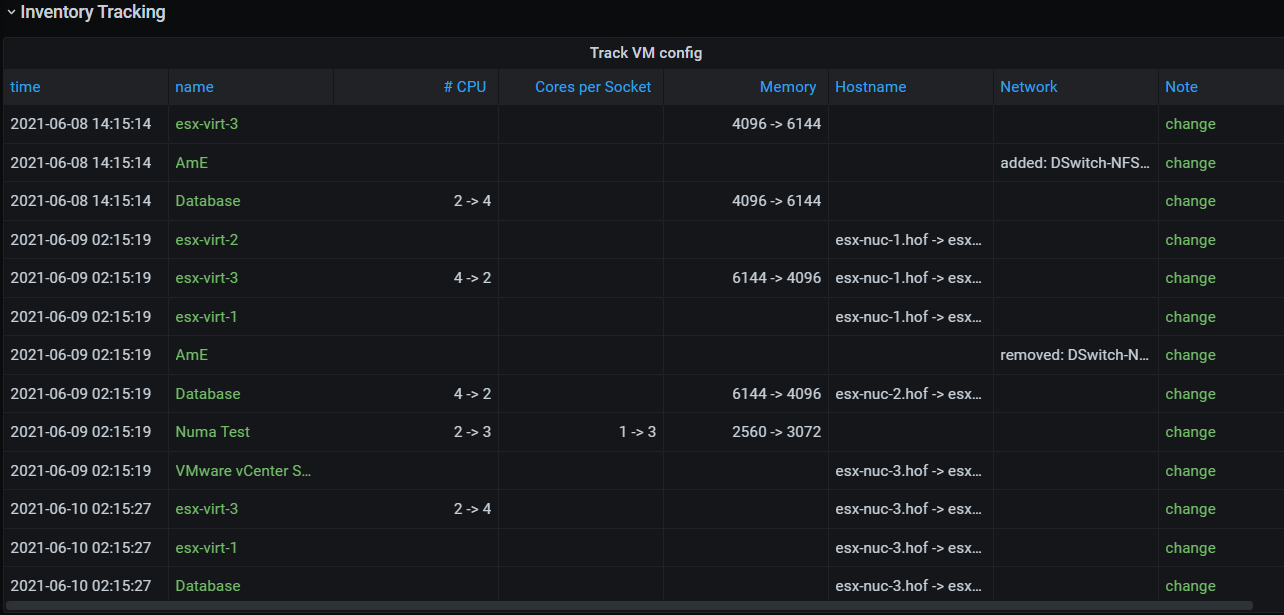 Inventory Tracking
Track VM config
time name # CPU Cores per Socket Memory Hostname Network Note
2021-06-08 14:15:14 esx-virt-3 4096 -> 6144 change
2021-06-08 14:15:14 AmE added: DSwitch-NFS... change
2021-06-08 14:15:14 Database 2 -> 4 4096 -> 6144 change
2021-06-09 02:15:19 esx-virt-2 esx-nuc-1.hof -> esx... change
2021-06-09 02:15:19 esx-virt-3 4 -> 2 6144 -> 4096 esx-nuc-1.hof -> esx... change
2021-06-09 02:15:19 esx-virt-1 esx-nuc-1.hof -> esx... change
2021-06-09 02:15:19 AmE removed: DSwitch-N... change
2021-06-09 02:15:19 Database 4 -> 2 6144 -> 4096 esx-nuc-2.hof -> esx... change
2021-06-09 02:15:19 Numa Test 2 -> 3 1 -> 3 2560 -> 3072 change
2021-06-09 02:15:19 VMware vCenter S... esx-nuc-3.hof -> esx... change
2021-06-10 02:15:27 esx-virt-3 2 -> 4 esx-nuc-3.hof -> esx... change
2021-06-10 02:15:27 esx-virt-1 esx-nuc-3.hof -> esx... change
2021-06-10 02:15:27 Database esx-nuc-3.hof -> esx... change